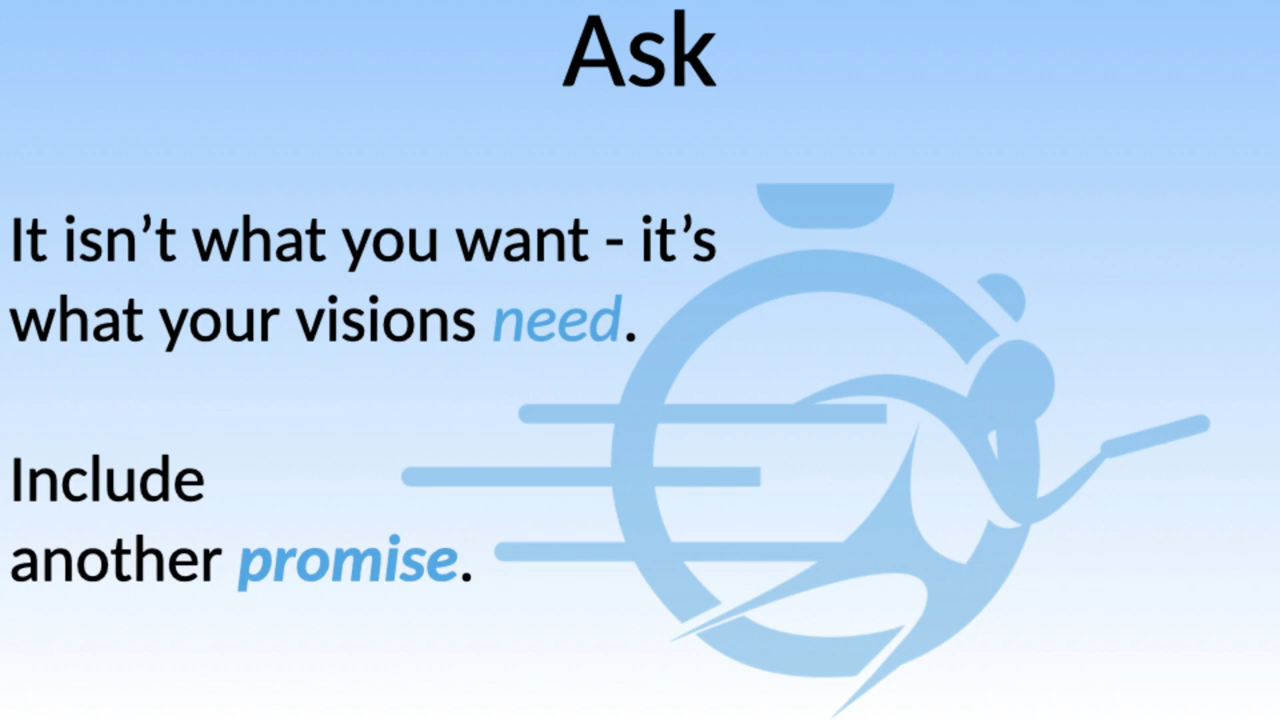 Ask
It isn’t what you want - it’s
what your visions need.
Include
another promise.